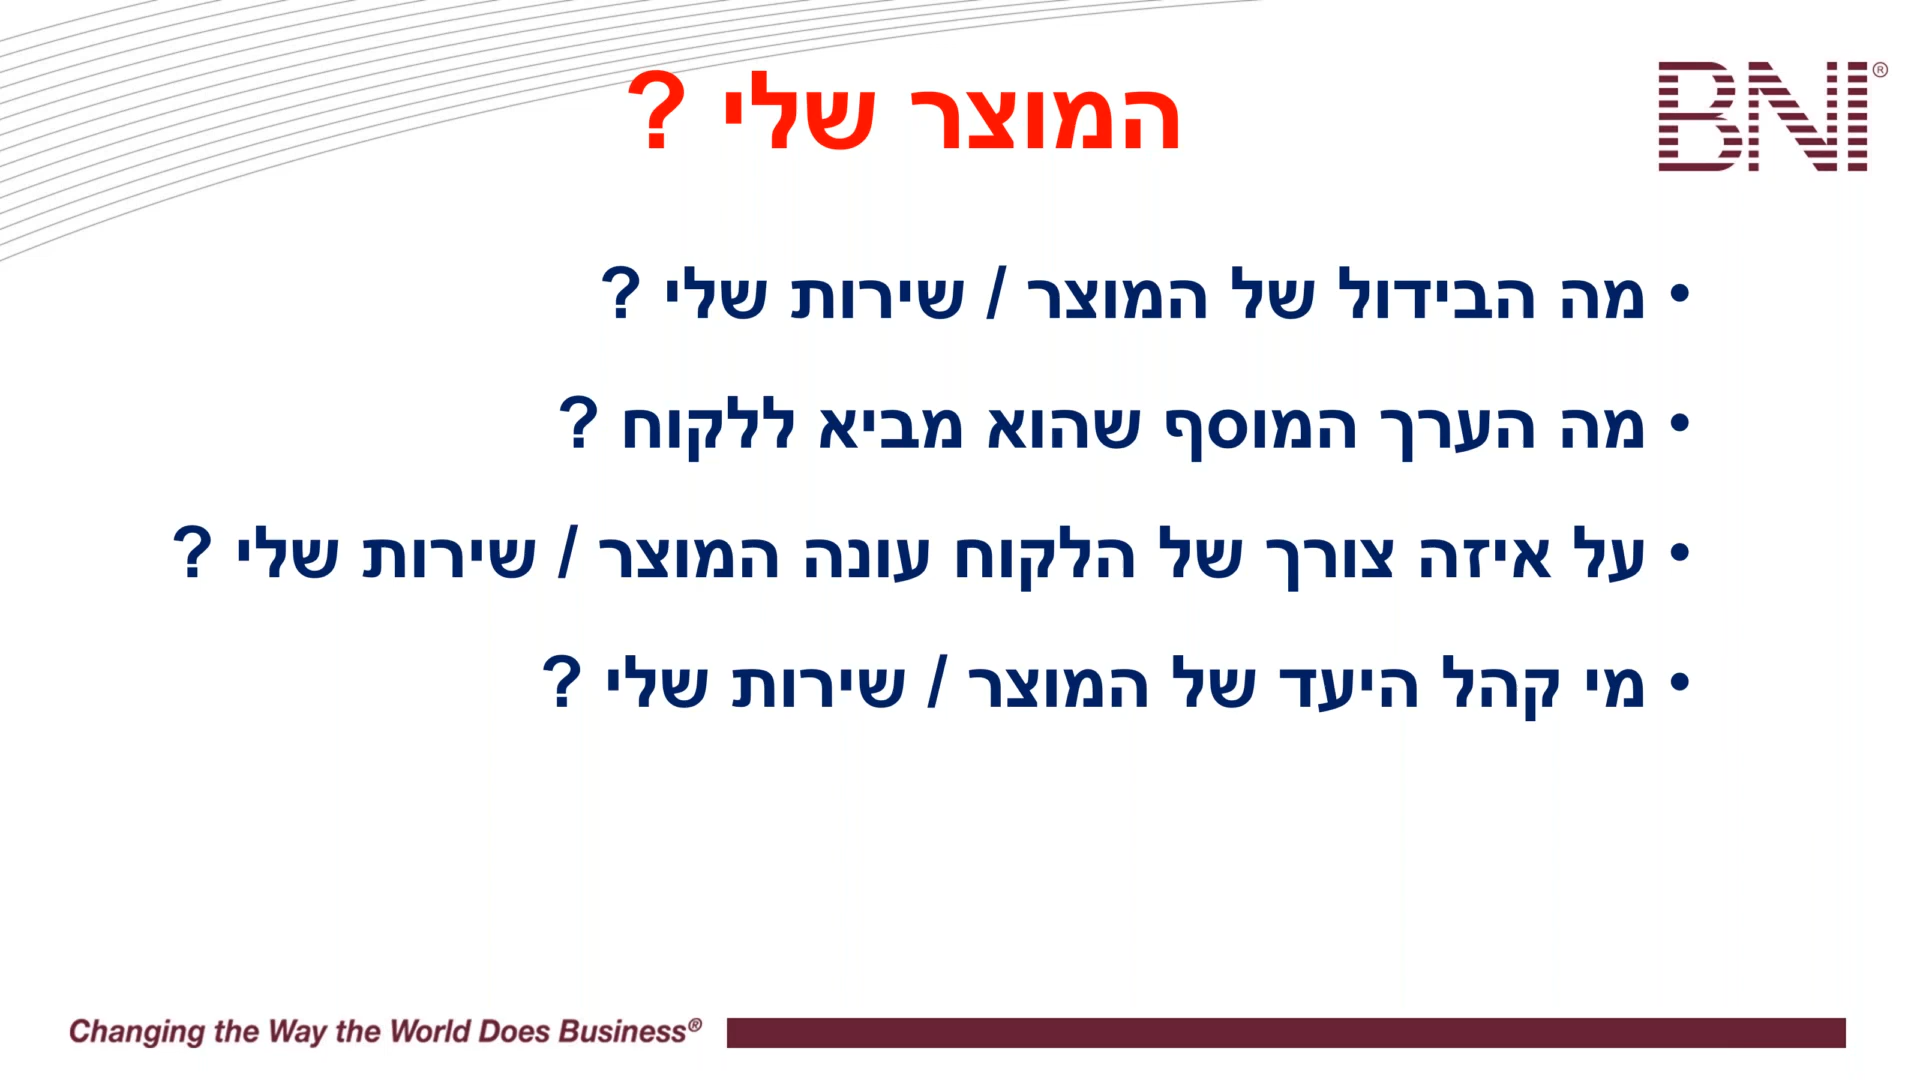 המוצר שלי ?
BNI®
• מה הבידול של המוצר / שירות שלי ?
• מה הערך המוסף שהוא מביא ללקוח ?
• על איזה צורך של הלקוח עונה המוצר / שירות שלי ?
• מי קהל היעד של המוצר / שירות שלי ?
Changing the Way the World Does Business®